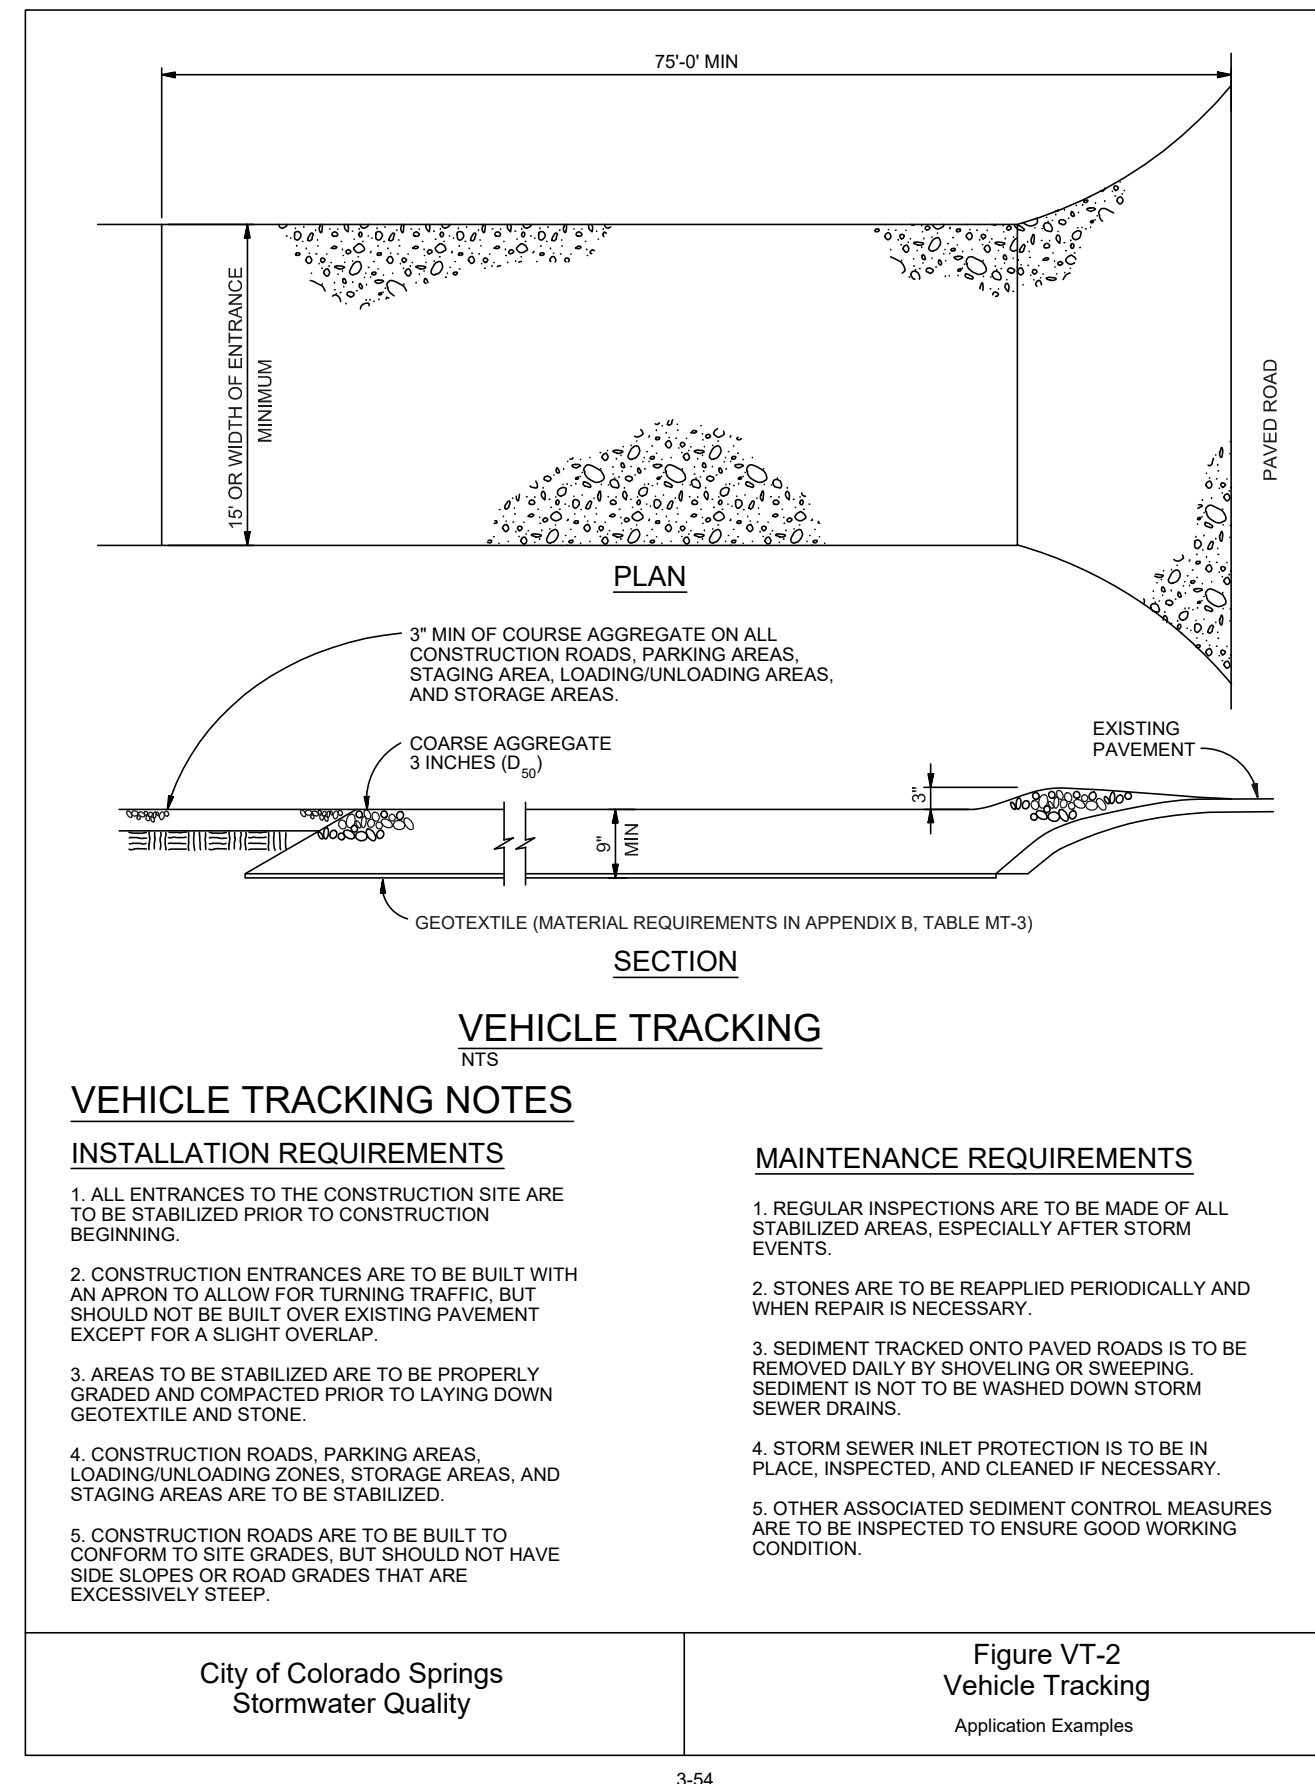 75'-0' MIN
15' OR WIDTH OF ENTRANCE
MINIMUM
PAVED ROAD
PLAN
3" MIN OF COURSE AGGREGATE ON ALL
CONSTRUCTION ROADS, PARKING AREAS,
STAGING AREA, LOADING/UNLOADING AREAS,
AND STORAGE AREAS.
COARSE AGGREGATE
3 INCHES (D50)
EXISTING
PAVEMENT
3"
9"
MIN
GEOTEXTILE (MATERIAL REQUIREMENTS IN APPENDIX B, TABLE MT-3)
SECTION
VEHICLE TRACKING
NTS
VEHICLE TRACKING NOTES
INSTALLATION REQUIREMENTS
1. ALL ENTRANCES TO THE CONSTRUCTION SITE ARE
TO BE STABILIZED PRIOR TO CONSTRUCTION
BEGINNING.
2. CONSTRUCTION ENTRANCES ARE TO BE BUILT WITH
AN APRON TO ALLOW FOR TURNING TRAFFIC, BUT
SHOULD NOT BE BUILT OVER EXISTING PAVEMENT
EXCEPT FOR A SLIGHT OVERLAP.
3. AREAS TO BE STABILIZED ARE TO BE PROPERLY
GRADED AND COMPACTED PRIOR TO LAYING DOWN
GEOTEXTILE AND STONE.
4. CONSTRUCTION ROADS, PARKING AREAS,
LOADING/UNLOADING ZONES, STORAGE AREAS, AND
STAGING AREAS ARE TO BE STABILIZED.
5. CONSTRUCTION ROADS ARE TO BE BUILT TO
CONFORM TO SITE GRADES, BUT SHOULD NOT HAVE
SIDE SLOPES OR ROAD GRADES THAT ARE
EXCESSIVELY STEEP.
MAINTENANCE REQUIREMENTS
1. REGULAR INSPECTIONS ARE TO BE MADE OF ALL
STABILIZED AREAS, ESPECIALLY AFTER STORM
EVENTS.
2. STONES ARE TO BE REAPPLIED PERIODICALLY AND
WHEN REPAIR IS NECESSARY.
3. SEDIMENT TRACKED ONTO PAVED ROADS IS TO BE
REMOVED DAILY BY SHOVELING OR SWEEPING.
SEDIMENT IS NOT TO BE WASHED DOWN STORM
SEWER DRAINS.
4. STORM SEWER INLET PROTECTION IS TO BE IN
PLACE, INSPECTED, AND CLEANED IF NECESSARY.
5. OTHER ASSOCIATED SEDIMENT CONTROL MEASURES
ARE TO BE INSPECTED TO ENSURE GOOD WORKING
CONDITION.
City of Colorado Springs
Stormwater Quality
Figure VT-2
Vehicle Tracking
Application Examples
3-54